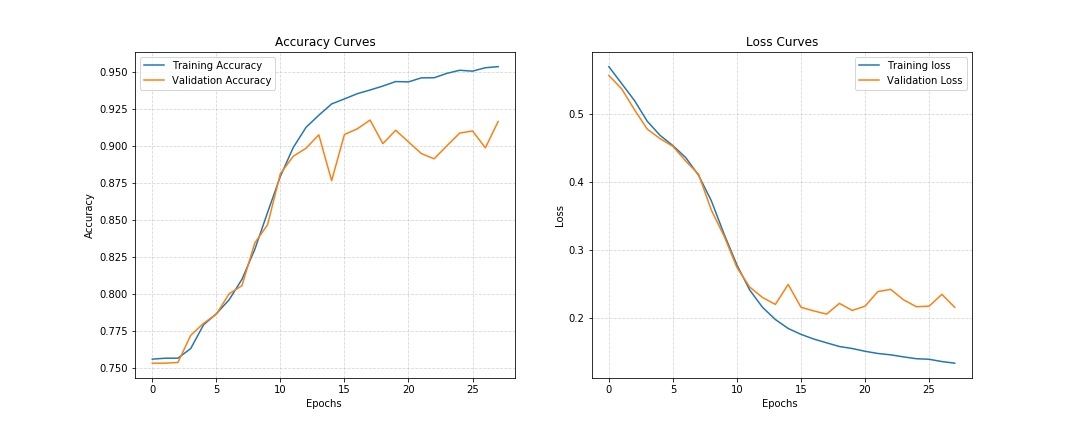 Accuracy Curves
Training Accuracy
Validation Accuracy
0.950
0.925
0.900
0.875
0.850
0.825
0.800
0.775
0.750
Accuracy
0 5 10 15 20 25
Epochs
Loss Curves
Training loss
Validation Loss
0.5
0.4
0.3
0.2
Loss
0 5 10 15 20 25
Epochs